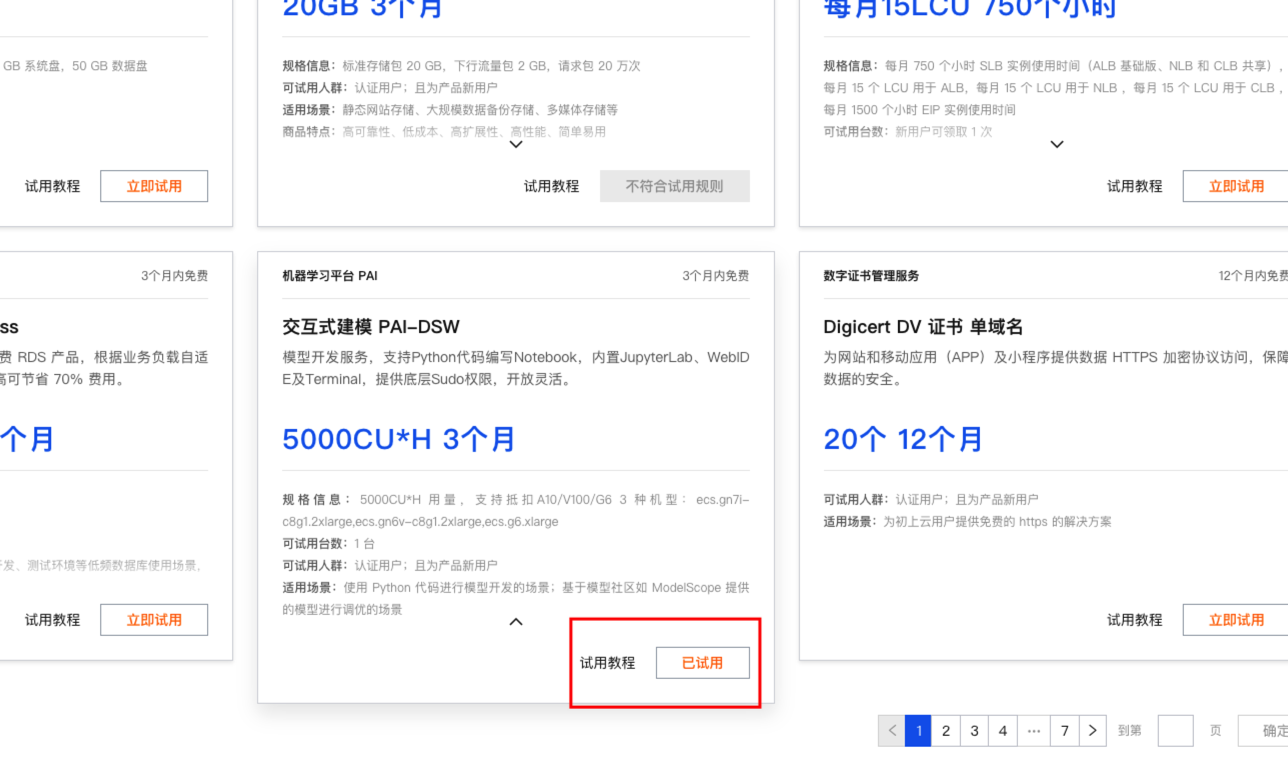 20GB 3个月
每月15LCU 750个小时
GB 系统盘，50 GB 数据盘
试用教程
立即试用
规格信息：标准存储包 20 GB，下行流量包 2 GB，请求包 20 万次
可试用人群：认证用户；且为产品新用户
适用场景：静态网站存储、大规模数据备份存储、多媒体存储等
商品特点：高可靠性、低成本、高扩展性、高性能、简单易用
试用教程
不符合试用规则
规格信息：每月 750 个小时 SLB 实例使用时间（ALB 基础版、NLB 和 CLB 共享），
每月 15 个 LCU 用于 ALB，每月 15 个 LCU 用于 NLB ，每月 15 个 LCU 用于 CLB ，
每月 1500 个小时 EIP 实例使用时间
可试用台数：新用户可领取 1 次
试用教程
立即试用
3个月内免费
ss
费 RDS 产品，根据业务负载自适
高可节省 70% 费用。
个月
开发、测试环境等低频数据库使用场景，
试用教程
立即试用
机器学习平台 PAI
3个月内免费
交互式建模 PAI-DSW
模型开发服务，支持Python代码编写Notebook，内置JupyterLab、WebID
E及Terminal，提供底层Sudo权限，开放灵活。
5000CU*H 3个月
规格信息：5000CU*H 用量，支持抵扣A10/V100/G6 3 种机型：ecs.gn7i-
c8g1.2xlarge,ecs.gn6v-c8g1.2xlarge,ecs.g6.xlarge
可试用台数：1 台
可试用人群：认证用户；且为产品新用户
适用场景：使用 Python 代码进行模型开发的场景；基于模型社区如 ModelScope 提供
的模型进行调优的场景
试用教程
已试用
数字证书管理服务
12个月内免费
Digicert DV 证书 单域名
为网站和移动应用（APP）及小程序提供数据 HTTPS 加密协议访问，保障
数据的安全。
20个 12个月
可试用人群：认证用户；且为产品新用户
适用场景：为初上云用户提供免费的 https 的解决方案
试用教程
立即试用
< 1 2 3 4 ··· 7 > 到第 页 确定